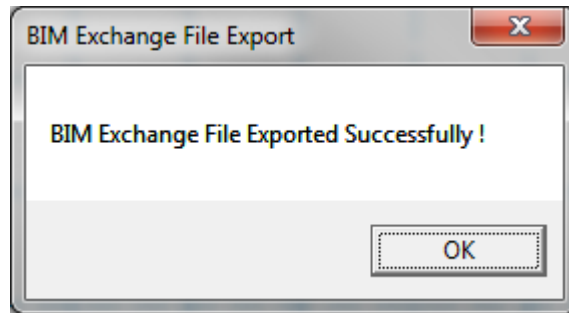 BIM Exchange File Export
BIM Exchange File Exported Successfully !
OK